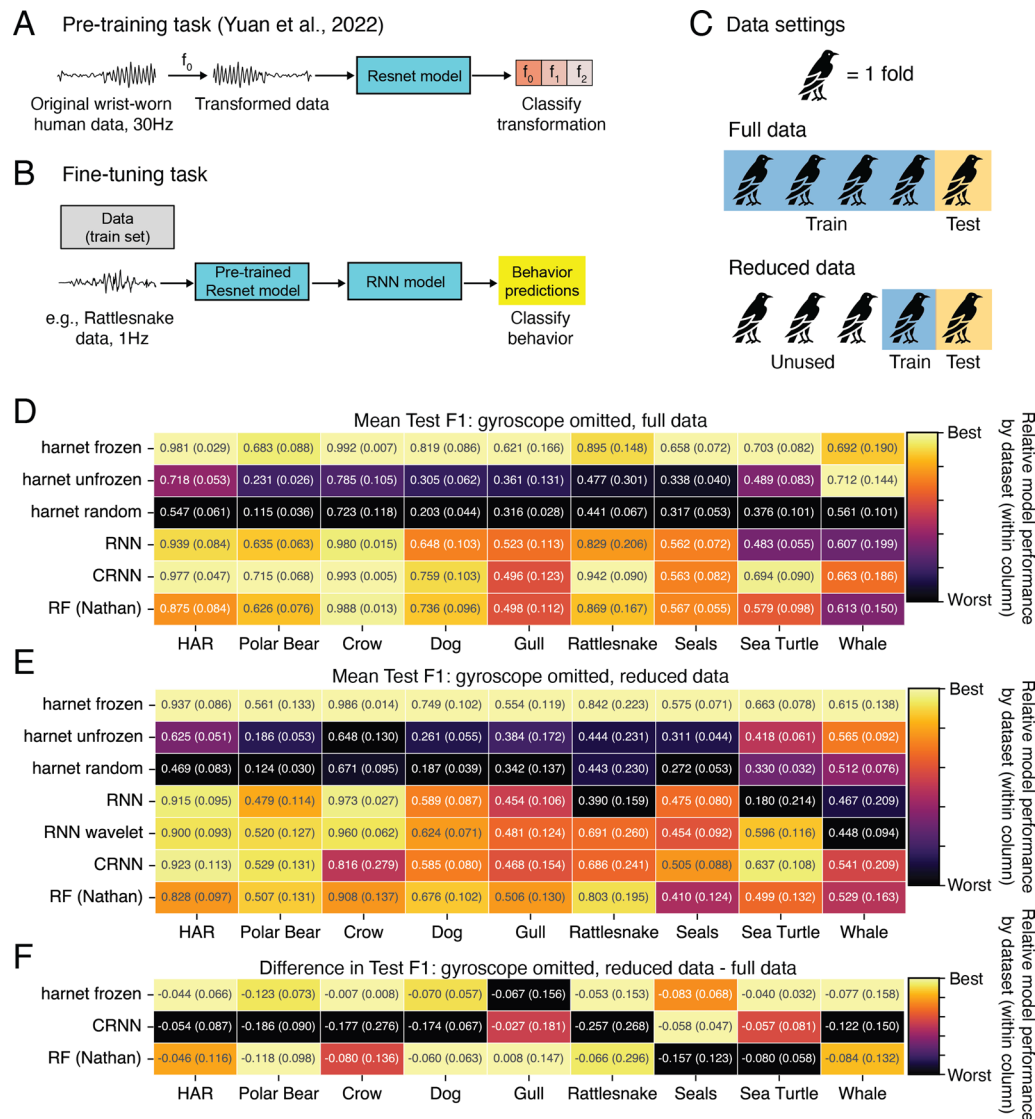 A Pre-training task (Yuan et al., 2022)
f0
Resnet model
f0 f1 f2
Original wrist-worn
human data, 30Hz
Transformed data
Classify
transformation
B Fine-tuning task
Data
(train set)
Pre-trained
Resnet model
RNN model
Behavior
predictions
e.g., Rattlesnake
data, 1Hz
Classify
behavior
C Data settings
= 1 fold
Full data
Train Test
Reduced data
Unused Train Test
D Mean Test F1: gyroscope omitted, full data
harnet frozen 0.981 (0.029) 0.683 (0.088) 0.992 (0.007) 0.819 (0.086) 0.621 (0.166) 0.895 (0.148) 0.658 (0.072) 0.703 (0.082) 0.692 (0.190)
harnet unfrozen 0.718 (0.053) 0.231 (0.026) 0.785 (0.105) 0.305 (0.062) 0.361 (0.131) 0.477 (0.301) 0.338 (0.040) 0.489 (0.083) 0.712 (0.144)
harnet random 0.547 (0.061) 0.115 (0.036) 0.723 (0.118) 0.203 (0.044) 0.316 (0.028) 0.441 (0.067) 0.317 (0.053) 0.376 (0.101) 0.561 (0.101)
RNN 0.939 (0.084) 0.635 (0.063) 0.980 (0.015) 0.648 (0.103) 0.523 (0.113) 0.829 (0.206) 0.562 (0.072) 0.483 (0.055) 0.607 (0.199)
CRNN 0.977 (0.047) 0.715 (0.068) 0.993 (0.005) 0.759 (0.103) 0.496 (0.123) 0.942 (0.090) 0.563 (0.082) 0.694 (0.090) 0.663 (0.186)
RF (Nathan) 0.875 (0.084) 0.626 (0.076) 0.988 (0.013) 0.736 (0.096) 0.498 (0.112) 0.869 (0.167) 0.567 (0.055) 0.579 (0.098) 0.613 (0.150)
HAR Polar Bear Crow Dog Gull Rattlesnake Seals Sea Turtle Whale
Best
Worst
Relative model performance
by dataset (within column)
E Mean Test F1: gyroscope omitted, reduced data
harnet frozen 0.937 (0.086) 0.561 (0.133) 0.986 (0.014) 0.749 (0.102) 0.554 (0.119) 0.842 (0.223) 0.575 (0.071) 0.663 (0.078) 0.615 (0.138)
harnet unfrozen 0.625 (0.051) 0.186 (0.053) 0.648 (0.130) 0.261 (0.055) 0.384 (0.172) 0.444 (0.231) 0.311 (0.044) 0.418 (0.061) 0.565 (0.092)
harnet random 0.469 (0.083) 0.124 (0.030) 0.671 (0.095) 0.187 (0.039) 0.342 (0.137) 0.443 (0.230) 0.272 (0.053) 0.330 (0.032) 0.512 (0.076)
RNN 0.915 (0.095) 0.479 (0.114) 0.973 (0.027) 0.589 (0.087) 0.454 (0.106) 0.390 (0.159) 0.475 (0.080) 0.180 (0.214) 0.467 (0.209)
RNN wavelet 0.900 (0.093) 0.520 (0.127) 0.960 (0.062) 0.624 (0.071) 0.481 (0.124) 0.691 (0.260) 0.454 (0.092) 0.596 (0.116) 0.448 (0.094)
CRNN 0.923 (0.113) 0.529 (0.131) 0.816 (0.279) 0.585 (0.080) 0.468 (0.154) 0.686 (0.241) 0.505 (0.088) 0.637 (0.108) 0.541 (0.209)
RF (Nathan) 0.828 (0.097) 0.507 (0.131) 0.908 (0.137) 0.676 (0.102) 0.506 (0.130) 0.803 (0.195) 0.410 (0.124) 0.499 (0.132) 0.529 (0.163)
HAR Polar Bear Crow Dog Gull Rattlesnake Seals Sea Turtle Whale
Best
Worst
Relative model performance
by dataset (within column)
F Difference in Test F1: gyroscope omitted, reduced data - full data
harnet frozen -0.044 (0.066) -0.123 (0.073) -0.007 (0.008) -0.070 (0.057) -0.067 (0.156) -0.053 (0.153) -0.083 (0.068) -0.040 (0.032) -0.077 (0.158)
CRNN -0.054 (0.087) -0.186 (0.090) -0.177 (0.276) -0.174 (0.067) -0.027 (0.181) -0.257 (0.268) -0.058 (0.047) -0.057 (0.081) -0.122 (0.150)
RF (Nathan) -0.046 (0.116) -0.118 (0.098) -0.080 (0.136) -0.060 (0.063) 0.008 (0.147) -0.066 (0.296) -0.157 (0.123) -0.080 (0.058) -0.084 (0.132)
HAR Polar Bear Crow Dog Gull Rattlesnake Seals Sea Turtle Whale
Best
Worst
Relative model performance
by dataset (within column)